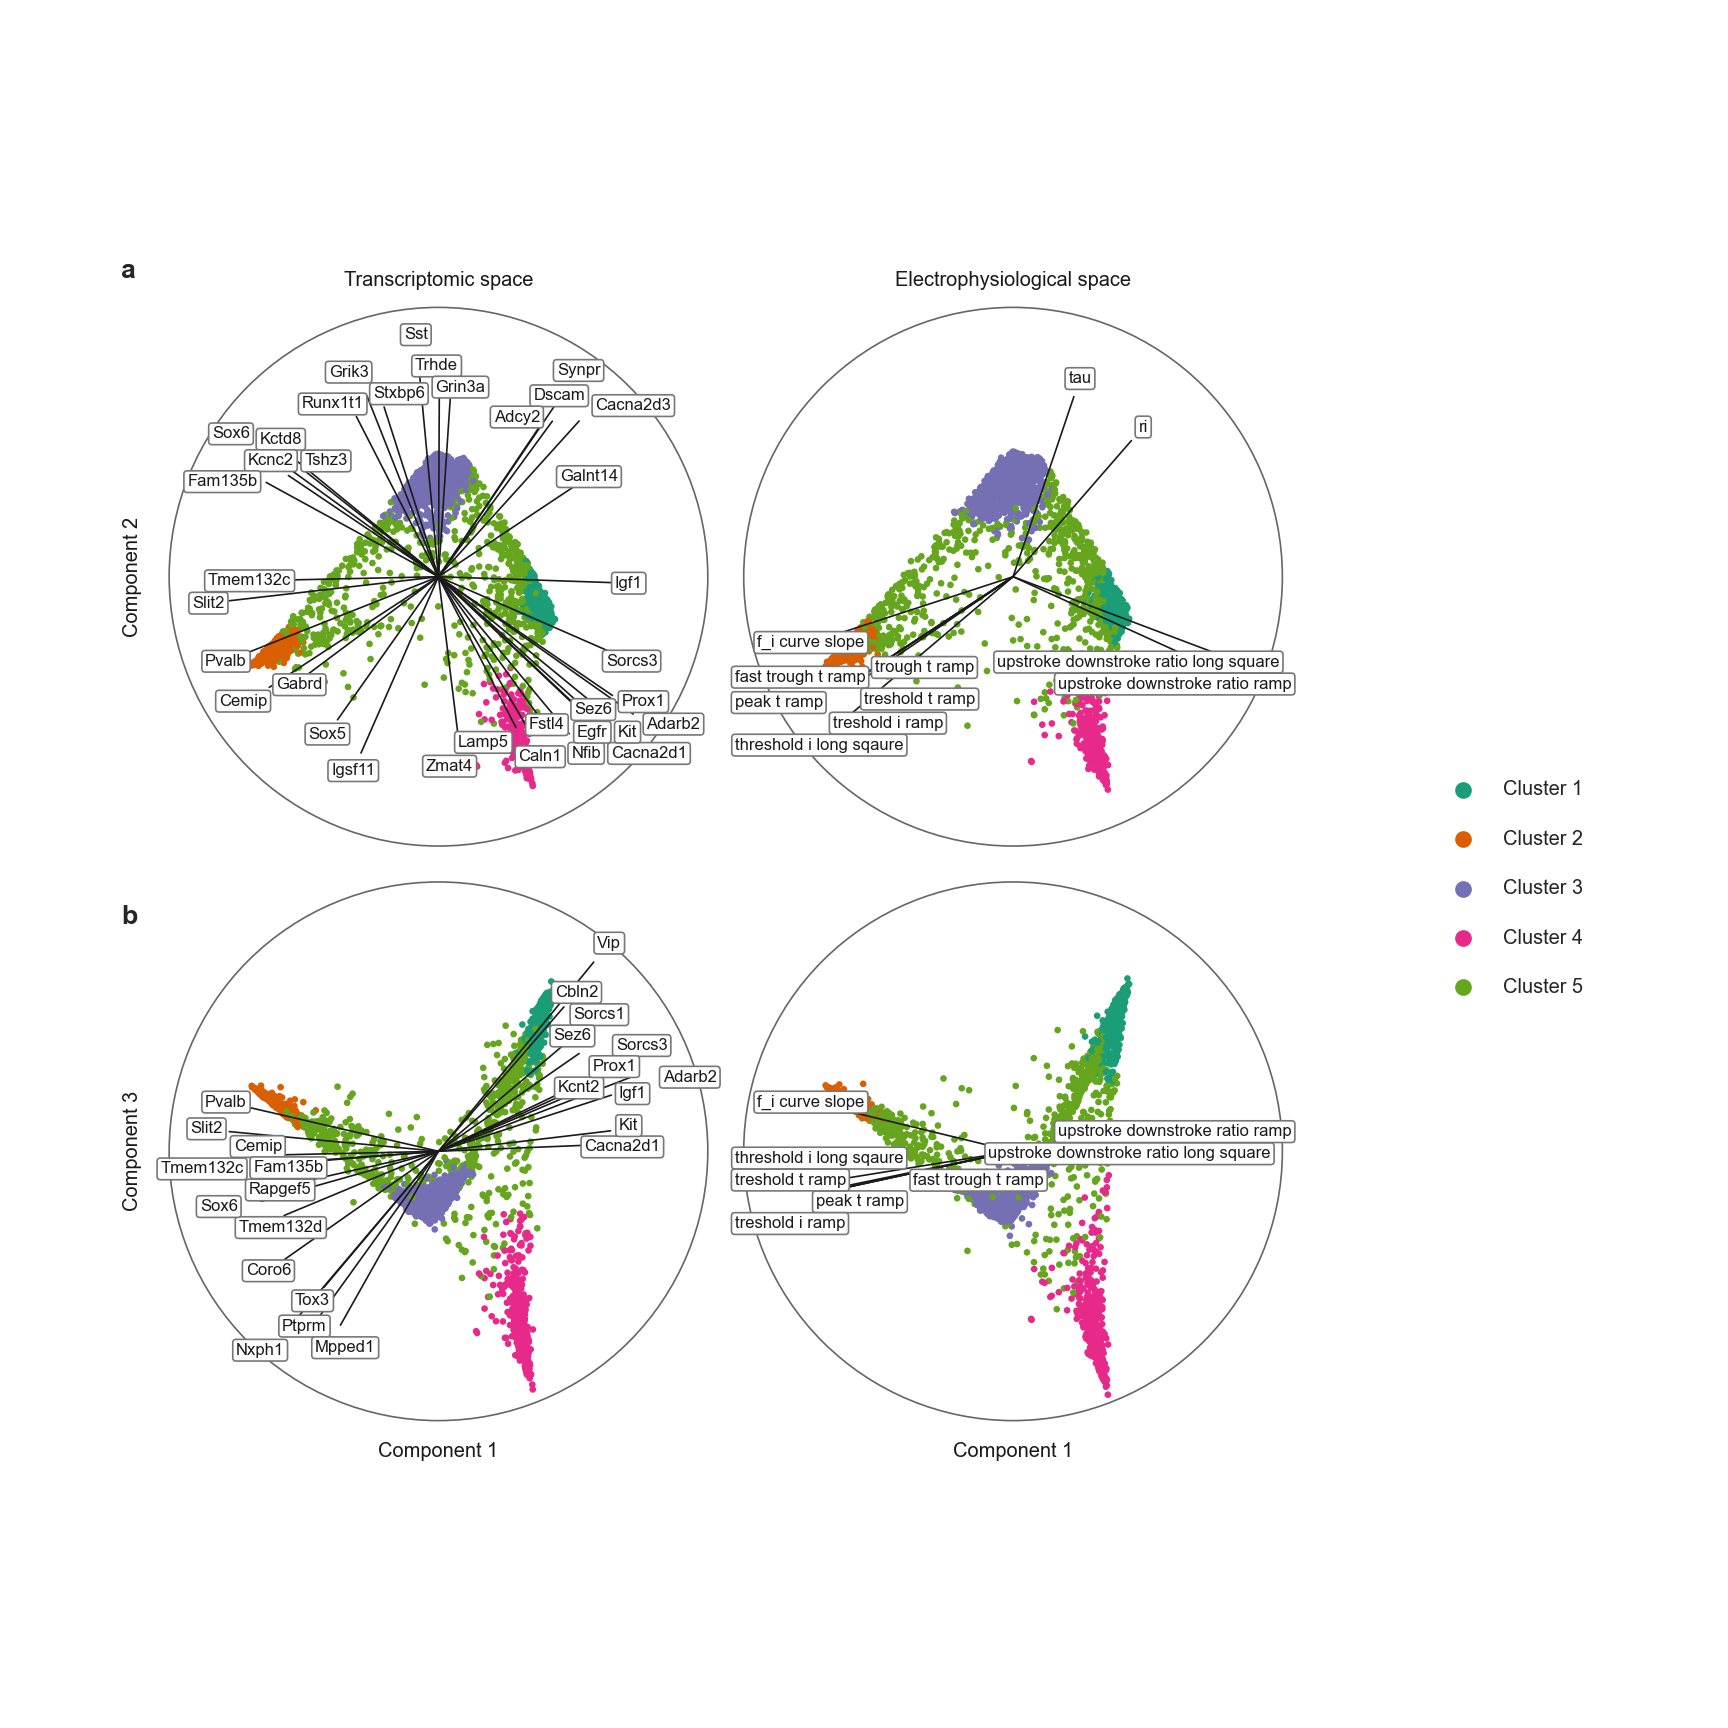 a
Transcriptomic space
Electrophysiological space
Component 2
Sst
Trhde
Grik3
Stxbp6
Grin3a
Runx1t1
Synpr
Dscam
Adcy2
Cacna2d3
Sox6
Kctd8
Kcnc2
Tshz3
Fam135b
Galnt14
Tmem132c
Slit2
Igf1
Pvalb
Gabrd
Cemip
Sorcs3
Sox5
Igsf11
Prox1
Sez6
Adarb2
Fstl4
Egfr
Kit
Lamp5
Zmat4
Caln1
Nfib
Cacna2d1
tau
ri
f_i curve slope
trough t ramp
fast trough t ramp
peak t ramp
treshold t ramp
treshold i ramp
threshold i long sqaure
upstroke downstroke ratio long square
upstroke downstroke ratio ramp
Cluster 1
Cluster 2
Cluster 3
Cluster 4
Cluster 5
b
Component 3
Vip
Cbln2
Sorcs1
Sez6
Sorcs3
Prox1
Adarb2
Kcnt2
Igf1
Kit
Cacna2d1
Pvalb
Slit2
Cemip
Tmem132c
Fam135b
Rapgef5
Sox6
Tmem132d
Coro6
Tox3
Ptprm
Nxph1
Mpped1
f_i curve slope
upstroke downstroke ratio ramp
upstroke downstroke ratio long square
threshold i long sqaure
treshold t ramp
fast trough t ramp
peak t ramp
treshold i ramp
Component 1
Component 1